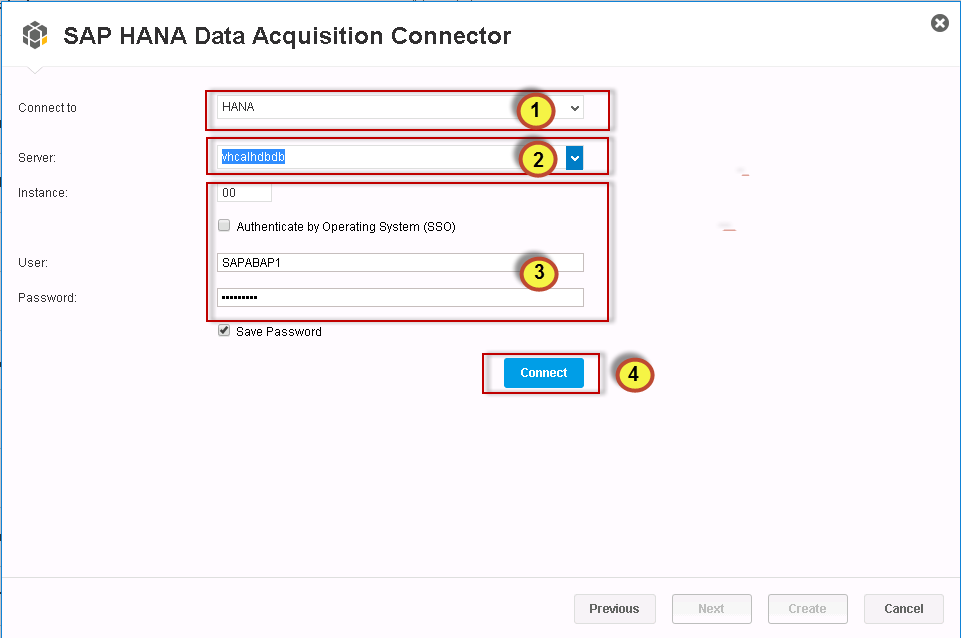 SAP HANA Data Acquisition Connector
Connect to
HANA
1
Server:
vhcalhdbdb
2
Instance:
00
Authenticate by Operating System (SSO)
User:
SAPABAP1
3
Password:
•••••••••
Save Password
Connect
4
Previous
Next
Create
Cancel